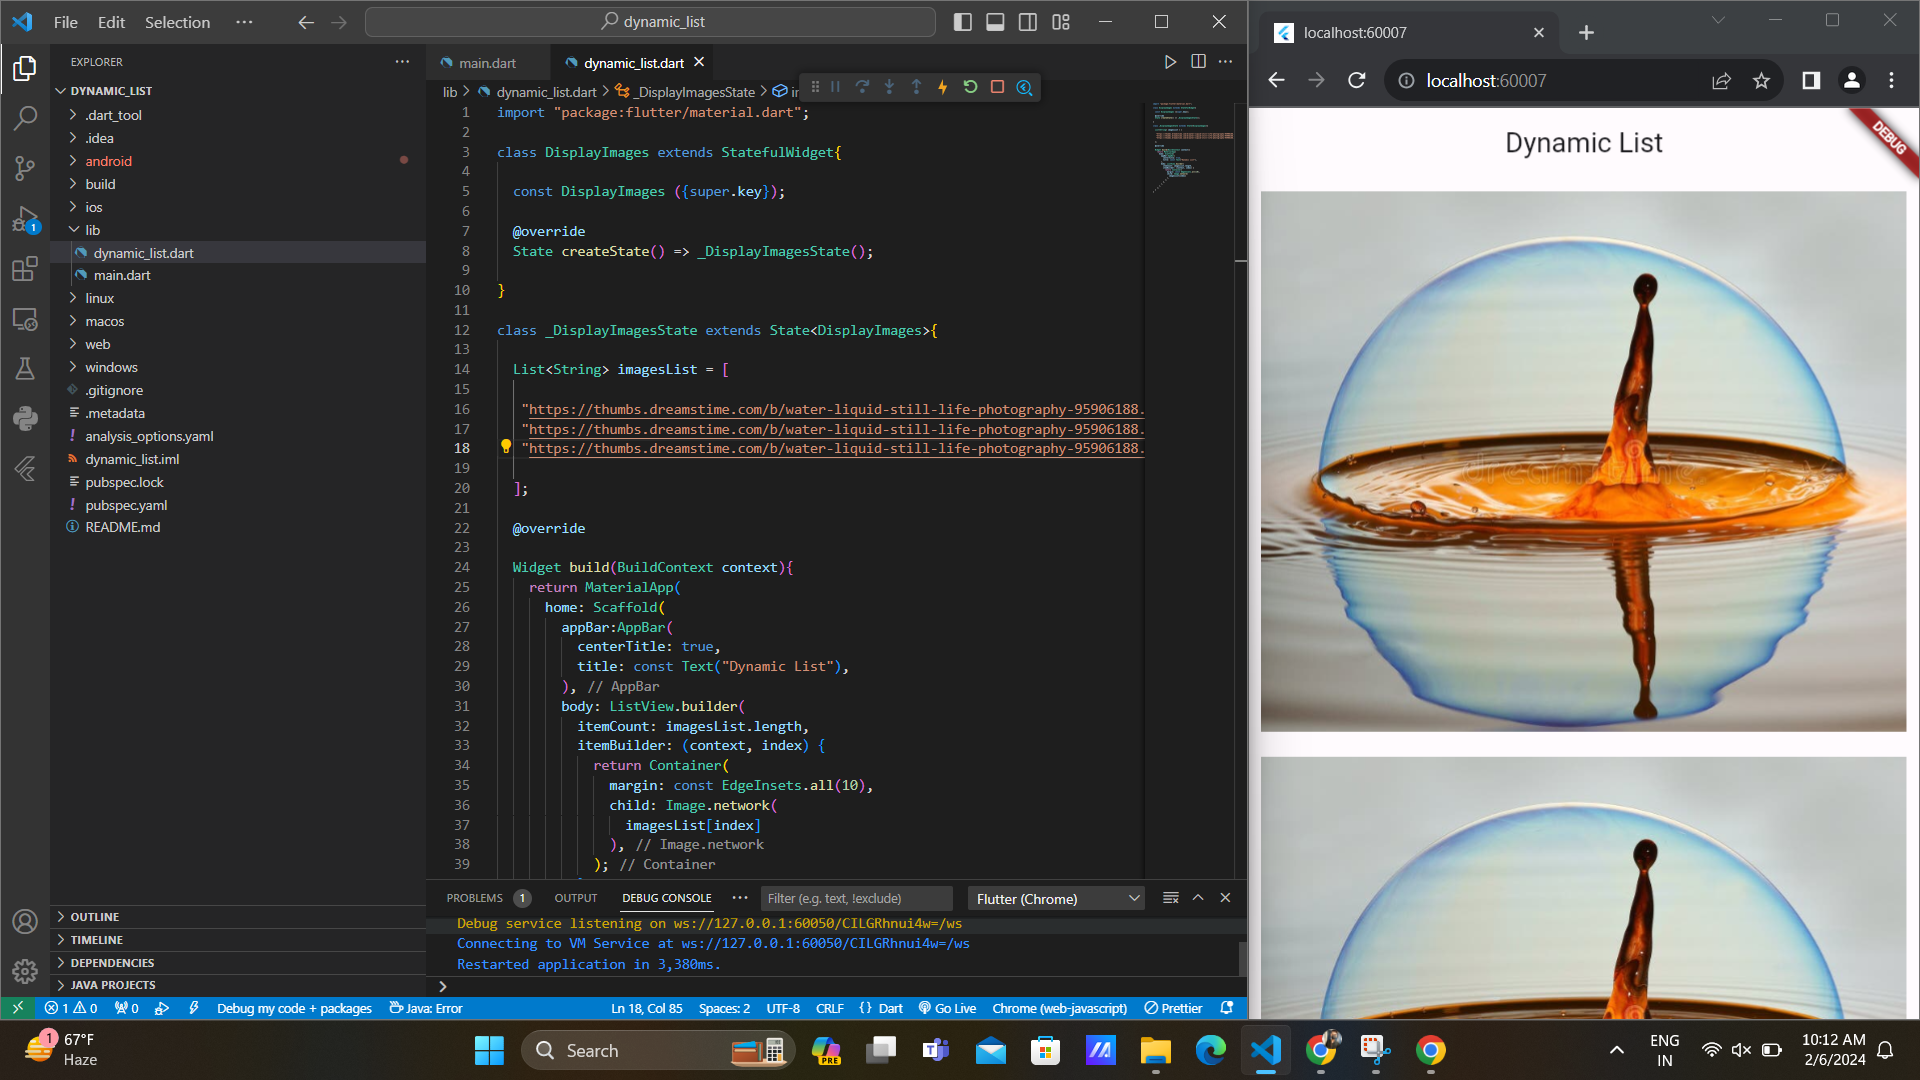 File Edit Selection ···
dynamic_list
EXPLORER
DYNAMIC_LIST
.dart_tool
.idea
android
build
ios
lib
dynamic_list.dart
main.dart
linux
macos
web
windows
.gitignore
.metadata
analysis_options.yaml
dynamic_list.iml
pubspec.lock
pubspec.yaml
README.md
OUTLINE
TIMELINE
DEPENDENCIES
JAVA PROJECTS
main.dart
dynamic_list.dart
lib > dynamic_list.dart > _DisplayImagesState >
1 import "package:flutter/material.dart";
2
3 class DisplayImages extends StatefulWidget{
4
5 const DisplayImages ({super.key});
6
7 @override
8 State createState() => _DisplayImagesState();
9
10 }
11
12 class _DisplayImagesState extends State<DisplayImages>{
13
14 List<String> imagesList = [
15
16 "https://thumbs.dreamstime.com/b/water-liquid-still-life-photography-95906188.
17 "https://thumbs.dreamstime.com/b/water-liquid-still-life-photography-95906188.
18 "https://thumbs.dreamstime.com/b/water-liquid-still-life-photography-95906188.
19
20 ];
21
22 @override
23
24 Widget build(BuildContext context){
25 return MaterialApp(
26 home: Scaffold(
27 appBar:AppBar(
28 centerTitle: true,
29 title: const Text("Dynamic List"),
30 ), // AppBar
31 body: ListView.builder(
32 itemCount: imagesList.length,
33 itemBuilder: (context, index) {
34 return Container(
35 margin: const EdgeInsets.all(10),
36 child: Image.network(
37 imagesList[index]
38 ), // Image.network
39 ); // Container
PROBLEMS 1 OUTPUT DEBUG CONSOLE ··· Filter (e.g. text, !exclude) Flutter (Chrome)
Debug service listening on ws://127.0.0.1:60050/CILGRhnui4w=/ws
Connecting to VM Service at ws://127.0.0.1:60050/CILGRhnui4w=/ws
Restarted application in 3,380ms.
1 0 0 Debug my code + packages Java: Error Ln 18, Col 85 Spaces: 2 UTF-8 CRLF {} Dart Go Live Chrome (web-javascript) Prettier
localhost:60007
localhost:60007
Dynamic List
DEBUG
dreamstime
1
67°F
Haze
Search
PRE
ENG
IN
10:12 AM
2/6/2024